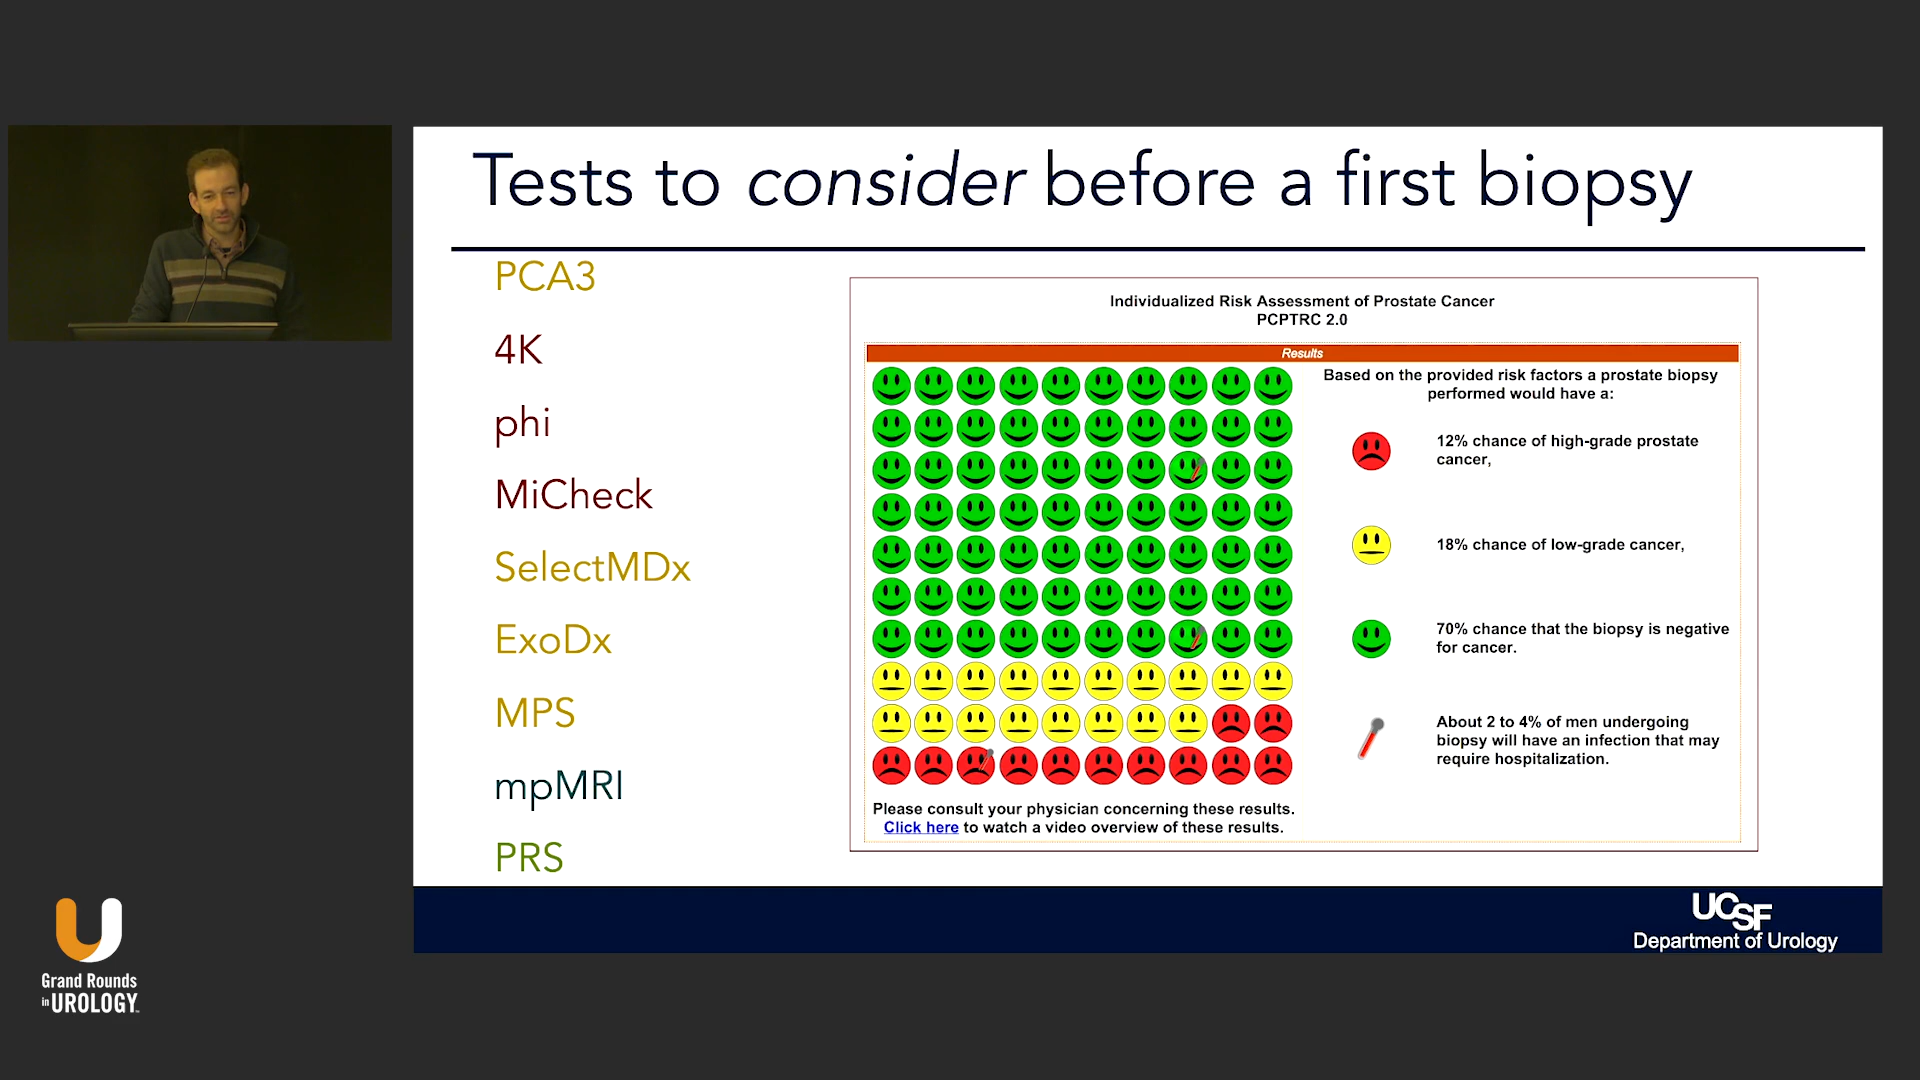 Tests to consider before a first biopsy
PCA3
4K
phi
MiCheck
SelectMDx
ExoDx
MPS
mpMRI
PRS
Individualized Risk Assessment of Prostate Cancer
PCPTRC 2.0
Results
Based on the provided risk factors a prostate biopsy
performed would have a:
12% chance of high-grade prostate
cancer,
18% chance of low-grade cancer,
70% chance that the biopsy is negative
for cancer.
About 2 to 4% of men undergoing
biopsy will have an infection that may
require hospitalization.
Please consult your physician concerning these results.
Click here to watch a video overview of these results.
UCSF
Department of Urology
Grand Rounds
in UROLOGY